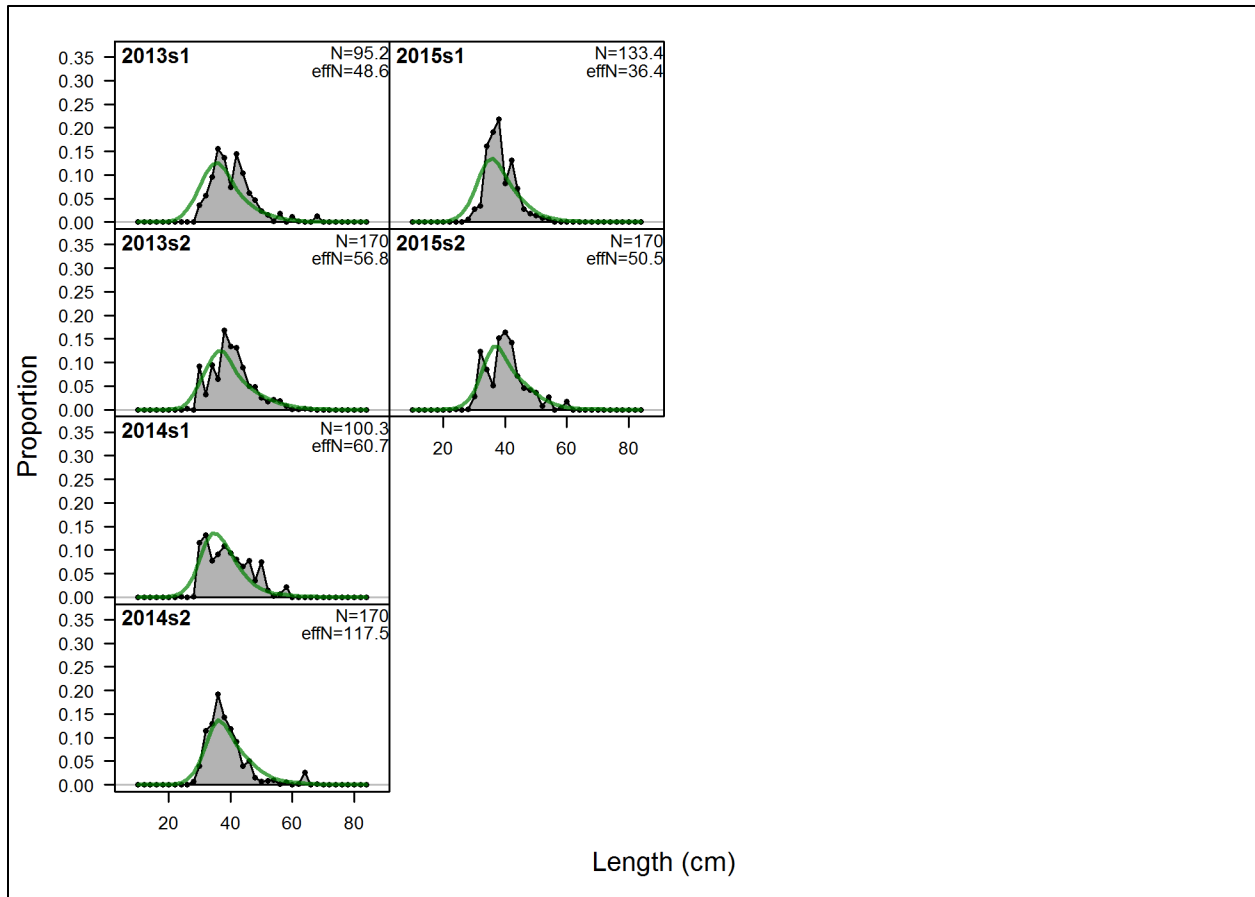 2013s1
N=95.2
effN=48.6
0.35
0.30
0.25
0.20
0.15
0.10
0.05
0.00
2015s1
N=133.4
effN=36.4
2013s2
N=170
effN=56.8
0.35
0.30
0.25
0.20
0.15
0.10
0.05
0.00
2015s2
N=170
effN=50.5
20 40 60 80
2014s1
N=100.3
effN=60.7
0.35
0.30
0.25
0.20
0.15
0.10
0.05
0.00
2014s2
N=170
effN=117.5
0.35
0.30
0.25
0.20
0.15
0.10
0.05
0.00
20 40 60 80
Proportion
Length (cm)